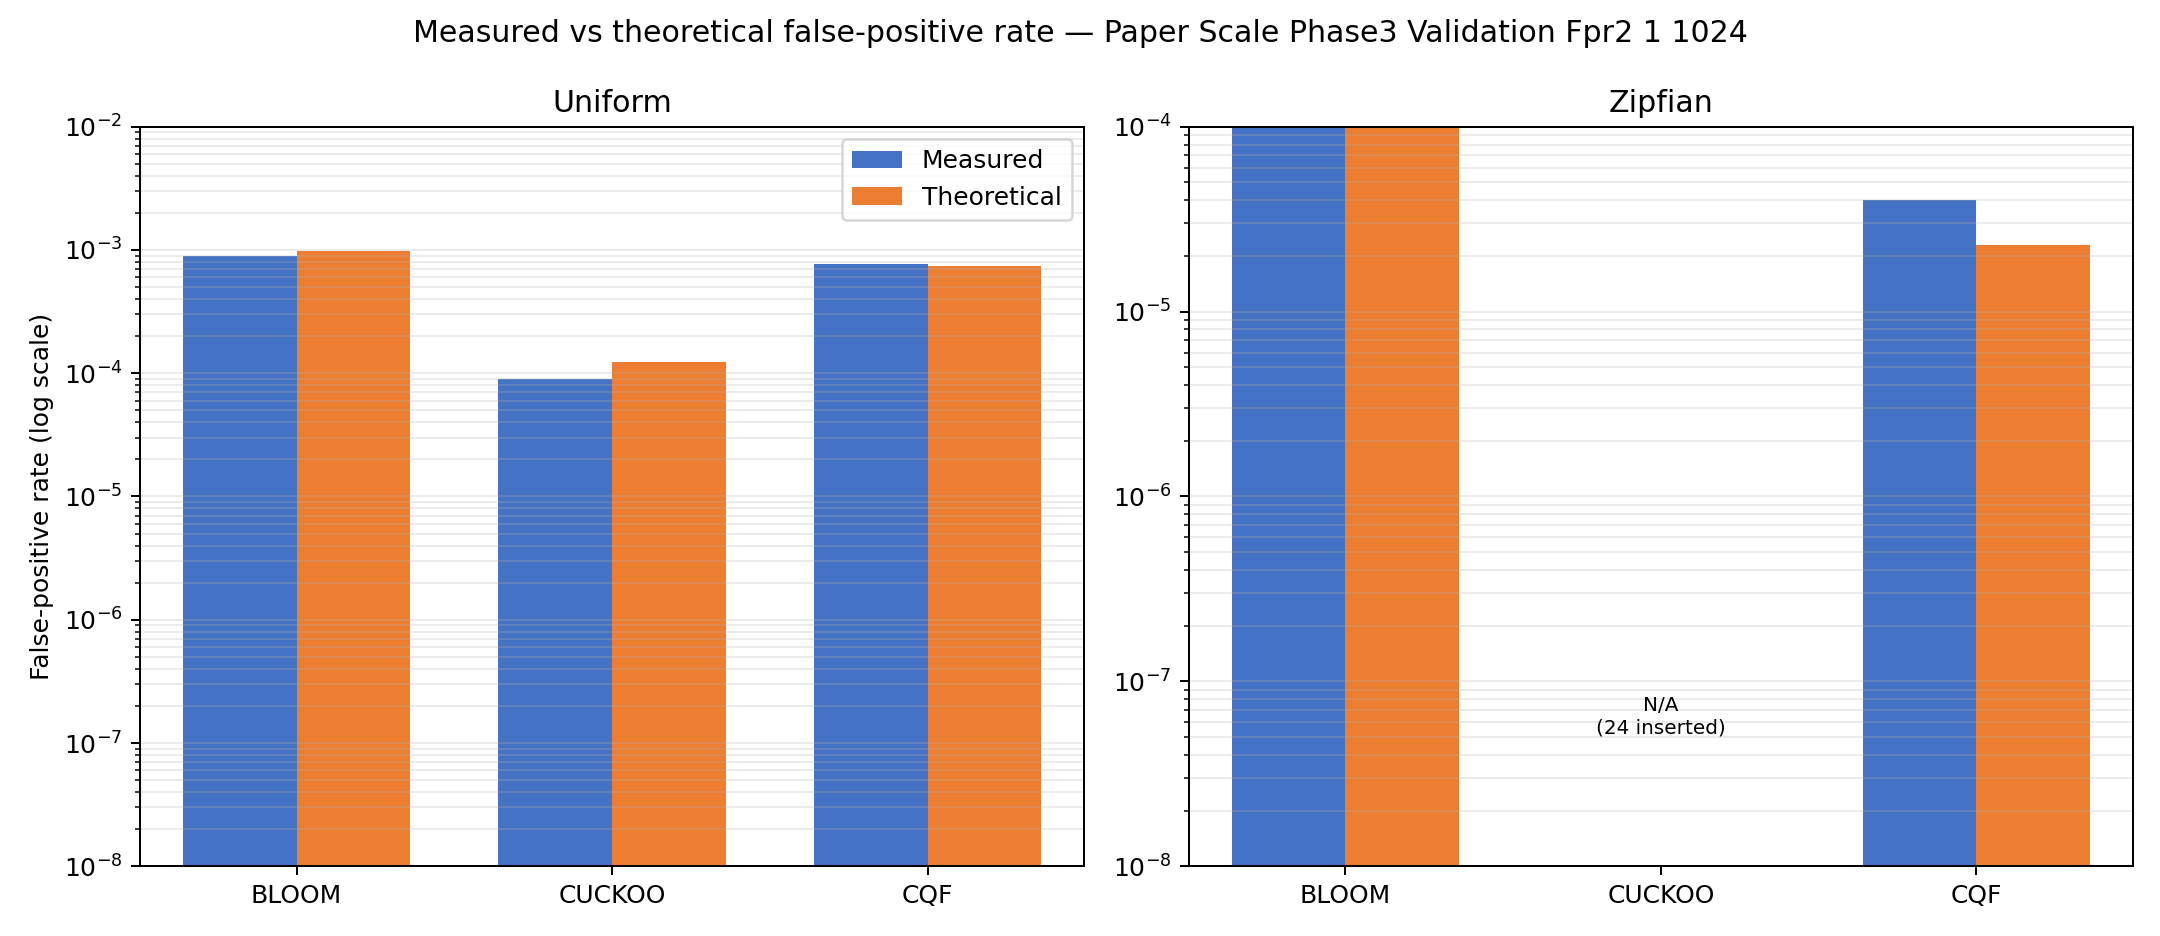 Measured vs theoretical false-positive rate — Paper Scale Phase3 Validation Fpr2 1 1024
Uniform
False-positive rate (log scale)
10⁻²
10⁻³
10⁻⁴
10⁻⁵
10⁻⁶
10⁻⁷
10⁻⁸
Measured
Theoretical
BLOOM CUCKOO CQF
Zipfian
10⁻⁴
10⁻⁵
10⁻⁶
10⁻⁷
10⁻⁸
N/A
(24 inserted)
BLOOM CUCKOO CQF